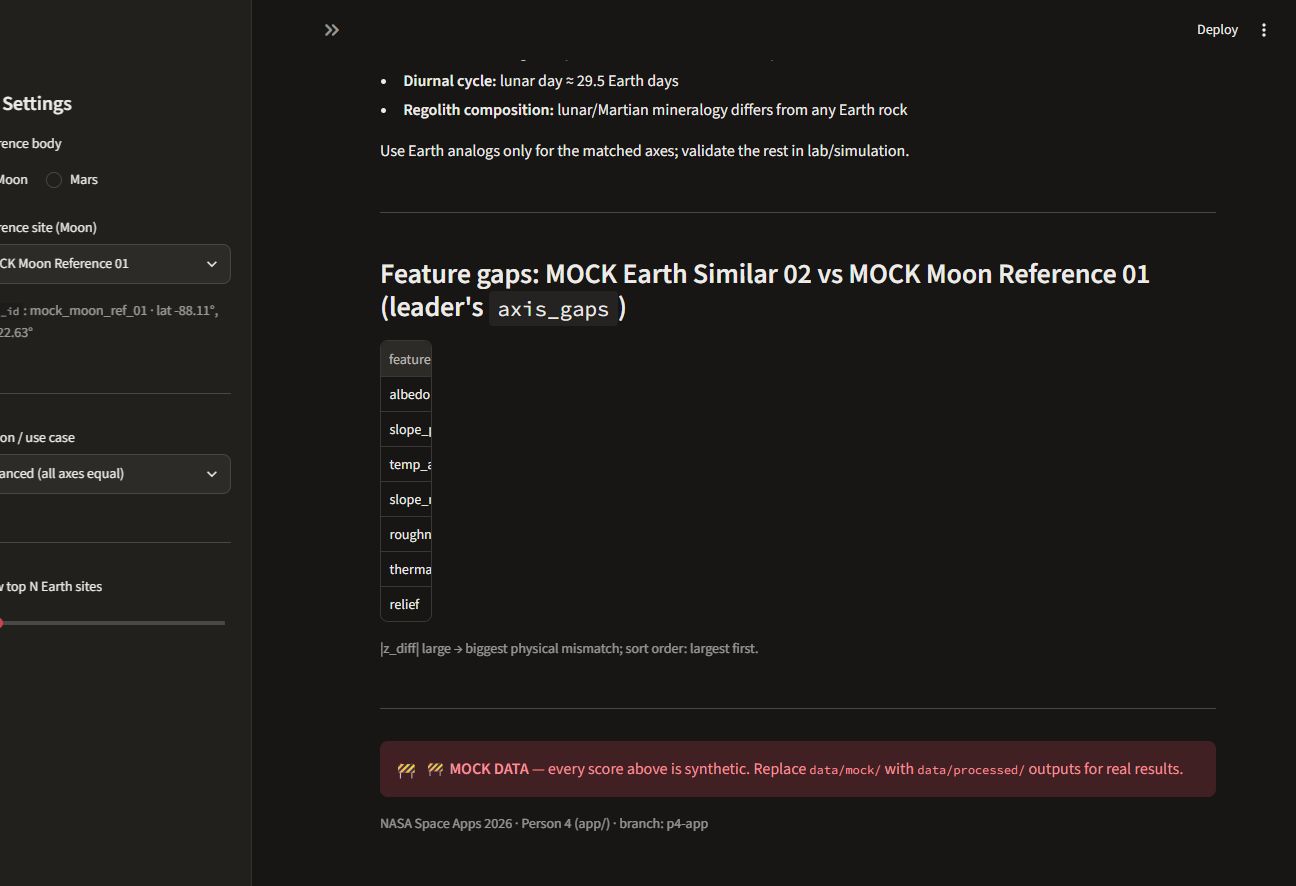 Deploy
Settings
rence body
Moon
Mars
rence site (Moon)
CK Moon Reference 01
_id : mock_moon_ref_01 · lat -88.11°,
22.63°
on / use case
anced (all axes equal)
w top N Earth sites
• Diurnal cycle: lunar day ≈ 29.5 Earth days
• Regolith composition: lunar/Martian mineralogy differs from any Earth rock
Use Earth analogs only for the matched axes; validate the rest in lab/simulation.
Feature gaps: MOCK Earth Similar 02 vs MOCK Moon Reference 01
(leader's axis_gaps )
feature
albedo
slope_
temp_a
slope_
roughn
therma
relief
|z_diff| large → biggest physical mismatch; sort order: largest first.
🚧 🚧 MOCK DATA — every score above is synthetic. Replace data/mock/ with data/processed/ outputs for real results.
NASA Space Apps 2026 · Person 4 (app/) · branch: p4-app